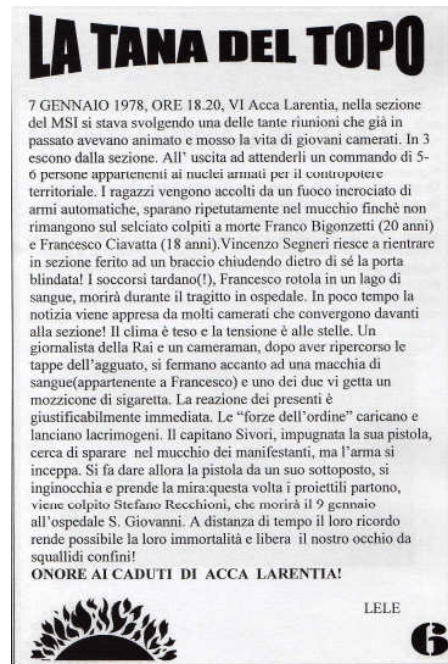 LA TANA DEL TOPO
7 GENNAIO 1978, ORE 18.20, VI Acca Larentia, nella sezione
del MSI si stava svolgendo una delle tante riunioni che già in
passato avevano animato e mosso la vita di giovani camerati. In 3
escono dalla sezione. All' uscita ad attenderli un commando di 5-
6 persone appartenenti ai nuclei armati per il contropotere
territoriale. I ragazzi vengono accolti da un fuoco incrociato di
armi automatiche, sparano ripetutamente nel mucchio finchè non
rimangono sul selciato colpiti a morte Franco Bigonzetti (20 anni)
e Francesco Ciavatta (18 anni).Vincenzo Segneri riesce a rientrare
in sezione ferito ad un braccio chiudendo dietro di sé la porta
blindata! I soccorsi tardano(!), Francesco rotola in un lago di
sangue, morirà durante il tragitto in ospedale. In poco tempo la
notizia viene appresa da molti camerati che convergono davanti
alla sezione! Il clima è teso e la tensione è alle stelle. Un
giornalista della Rai e un cameraman, dopo aver ripercorso le
tappe dell'agguato, si fermano accanto ad una macchia di
sangue(appartenente a Francesco) e uno dei due vi getta un
mozzicone di sigaretta. La reazione dei presenti è
giustificabilmente immediata. Le "forze dell'ordine" caricano e
lanciano lacrimogeni. Il capitano Sivori, impugnata la sua pistola,
cerca di sparare nel mucchio dei manifestanti, ma l'arma si
inceppa. Si fa dare allora la pistola da un suo sottoposto, si
inginocchia e prende la mira:questa volta i proiettili partono,
viene colpito Stefano Recchioni, che morirà il 9 gennaio
all'ospedale S. Giovanni. A distanza di tempo il loro ricordo
rende possibile la loro immortalità e libera il nostro occhio da
squallidi confini!
ONORE AI CADUTI DI ACCA LARENTIA!
LELE
6